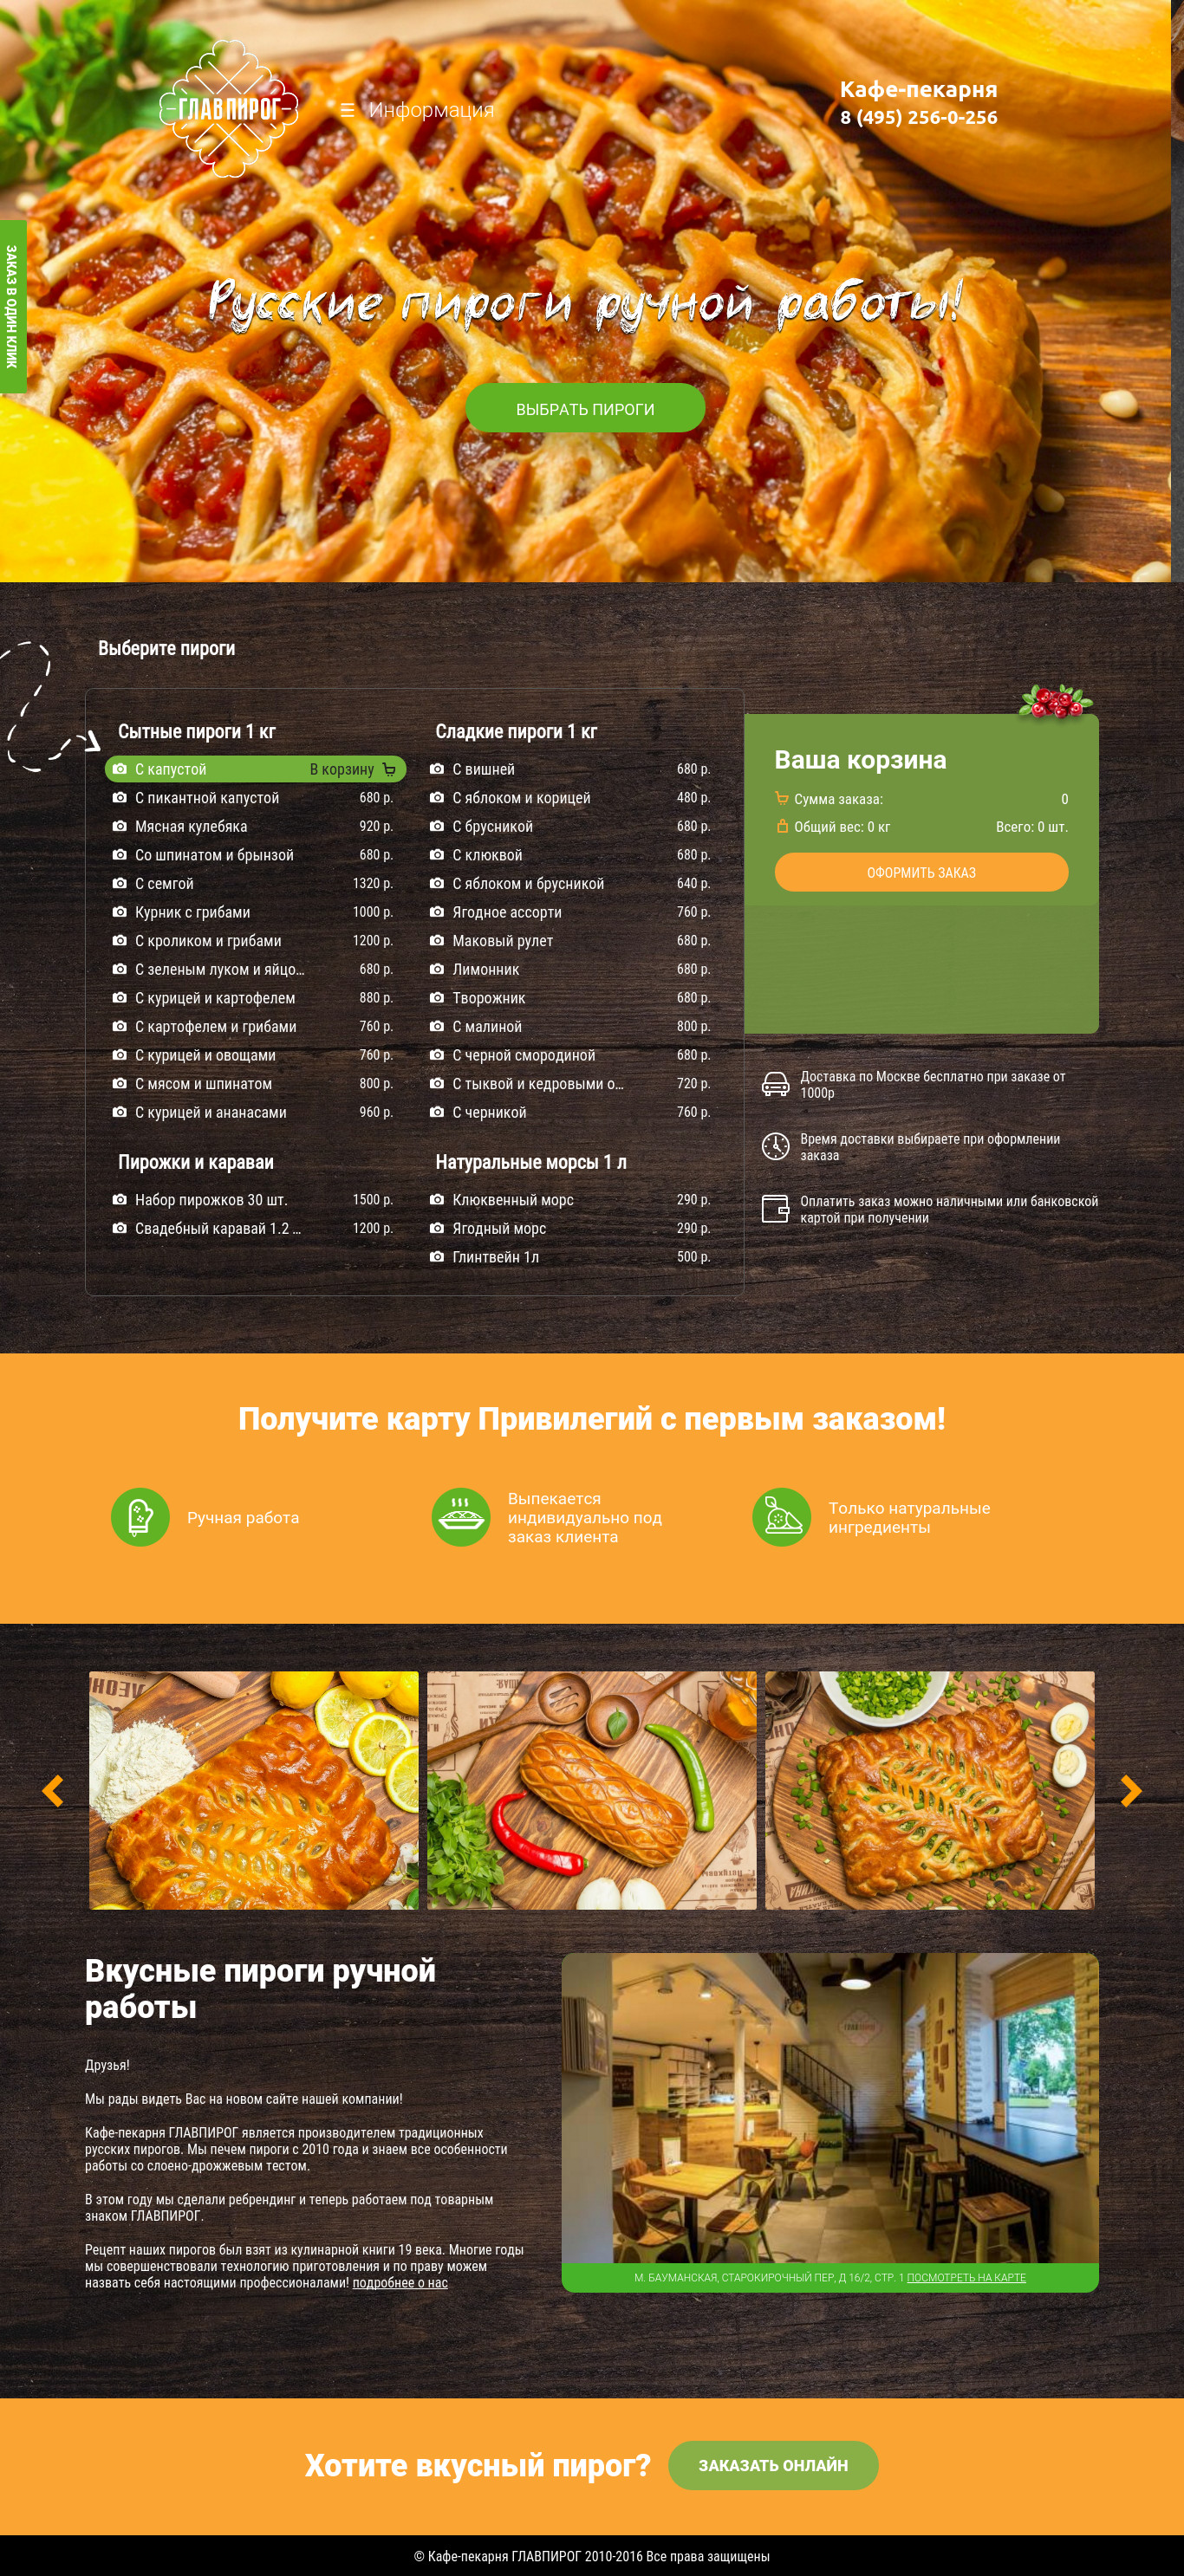 ГЛАВПИРОГ
☰ Информация
Кафе-пекарня
8 (495) 256-0-256
ЗАКАЗ В ОДИН КЛИК
Русские пироги ручной работы!
ВЫБРАТЬ ПИРОГИ
Выберите пироги
Сытные пироги 1 кг
С капустой В корзину
С пикантной капустой 680 р.
Мясная кулебяка 920 р.
Со шпинатом и брынзой 680 р.
С семгой 1320 р.
Курник с грибами 1000 р.
С кроликом и грибами 1200 р.
С зеленым луком и яйцо... 680 р.
С курицей и картофелем 880 р.
С картофелем и грибами 760 р.
С курицей и овощами 760 р.
С мясом и шпинатом 800 р.
С курицей и ананасами 960 р.
Сладкие пироги 1 кг
С вишней 680 р.
С яблоком и корицей 480 р.
С брусникой 680 р.
С клюквой 680 р.
С яблоком и брусникой 640 р.
Ягодное ассорти 760 р.
Маковый рулет 680 р.
Лимонник 680 р.
Творожник 680 р.
С малиной 800 р.
С черной смородиной 680 р.
С тыквой и кедровыми о... 720 р.
С черникой 760 р.
Пирожки и караваи
Набор пирожков 30 шт. 1500 р.
Свадебный каравай 1.2 ... 1200 р.
Натуральные морсы 1 л
Клюквенный морс 290 р.
Ягодный морс 290 р.
Глинтвейн 1л 500 р.
Ваша корзина
Сумма заказа: 0
Общий вес: 0 кг Всего: 0 шт.
ОФОРМИТЬ ЗАКАЗ
Доставка по Москве бесплатно при заказе от
1000р
Время доставки выбираете при оформлении
заказа
Оплатить заказ можно наличными или банковской
картой при получении
Получите карту Привилегий с первым заказом!
Ручная работа
Выпекается
индивидуально под
заказ клиента
Только натуральные
ингредиенты
Вкусные пироги ручной
работы
Друзья!
Мы рады видеть Вас на новом сайте нашей компании!
Кафе-пекарня ГЛАВПИРОГ является производителем традиционных
русских пирогов. Мы печем пироги с 2010 года и знаем все особенности
работы со слоено-дрожжевым тестом.
В этом году мы сделали ребрендинг и теперь работаем под товарным
знаком ГЛАВПИРОГ.
Рецепт наших пирогов был взят из кулинарной книги 19 века. Многие годы
мы совершенствовали технологию приготовления и по праву можем
назвать себя настоящими профессионалами! подробнее о нас
М. БАУМАНСКАЯ, СТАРОКИРОЧНЫЙ ПЕР, Д 16/2, СТР. 1 ПОСМОТРЕТЬ НА КАРТЕ
Хотите вкусный пирог?
ЗАКАЗАТЬ ОНЛАЙН
© Кафе-пекарня ГЛАВПИРОГ 2010-2016 Все права защищены